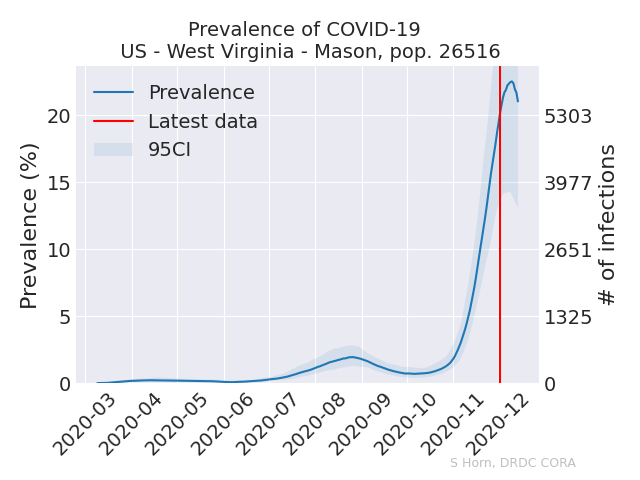 Prevalence of COVID-19
US - West Virginia - Mason, pop. 26516
Prevalence
Latest data
95CI
Prevalence (%)
20
15
10
5
0
5303
3977
2651
1325
0
# of infections
2020-03
2020-04
2020-05
2020-06
2020-07
2020-08
2020-09
2020-10
2020-11
2020-12
S Horn, DRDC CORA